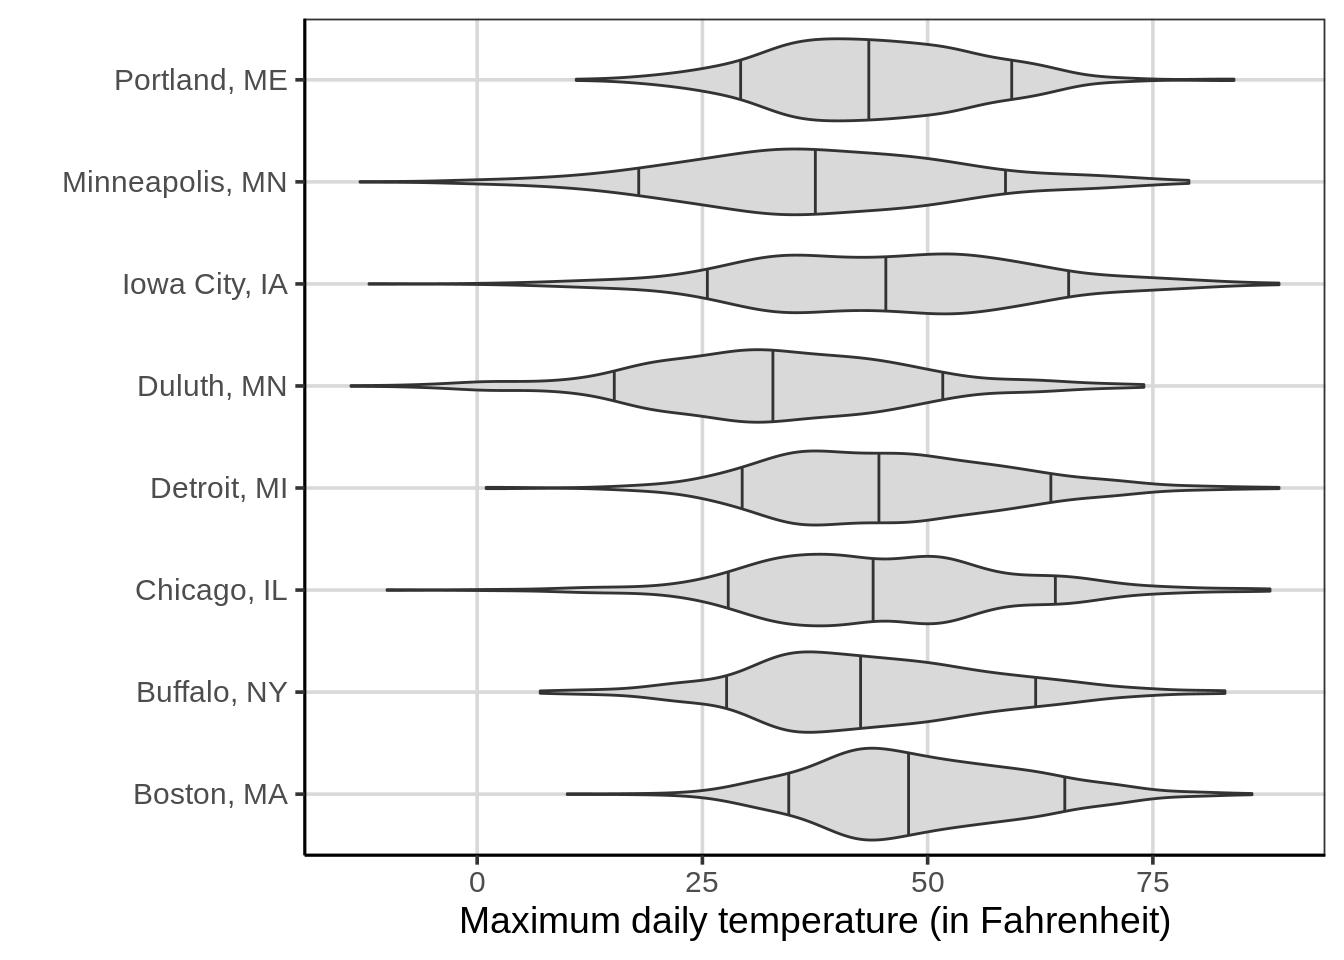 Portland, ME
Minneapolis, MN
Iowa City, IA
Duluth, MN
Detroit, MI
Chicago, IL
Buffalo, NY
Boston, MA
0 25 50 75
Maximum daily temperature (in Fahrenheit)